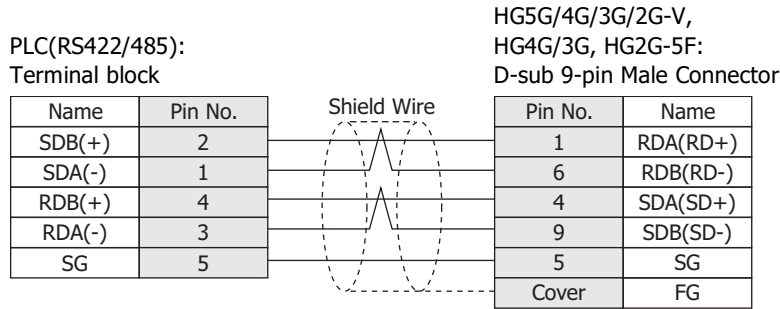 PLC(RS422/485):
Terminal block
HG5G/4G/3G/2G-V,
HG4G/3G, HG2G-5F:
D-sub 9-pin Male Connector
Name Pin No. Shield Wire Pin No. Name
SDB(+) 2 1 RDA(RD+)
SDA(-) 1 6 RDB(RD-)
RDB(+) 4 4 SDA(SD+)
RDA(-) 3 9 SDB(SD-)
SG 5 5 SG
Cover FG